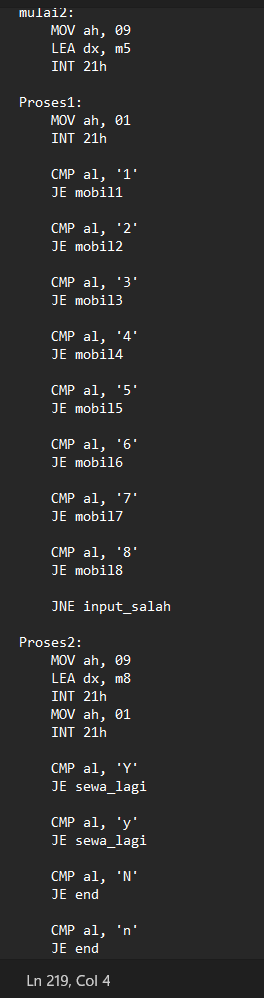 mulai2:
MOV ah, 09
LEA dx, m5
INT 21h
Proses1:
MOV ah, 01
INT 21h
CMP al, '1'
JE mobil1
CMP al, '2'
JE mobil2
CMP al, '3'
JE mobil3
CMP al, '4'
JE mobil4
CMP al, '5'
JE mobil5
CMP al, '6'
JE mobil6
CMP al, '7'
JE mobil7
CMP al, '8'
JE mobil8
JNE input_salah
Proses2:
MOV ah, 09
LEA dx, m8
INT 21h
MOV ah, 01
INT 21h
CMP al, 'Y'
JE sewa_lagi
CMP al, 'y'
JE sewa_lagi
CMP al, 'N'
JE end
CMP al, 'n'
JE end
Ln 219, Col 4